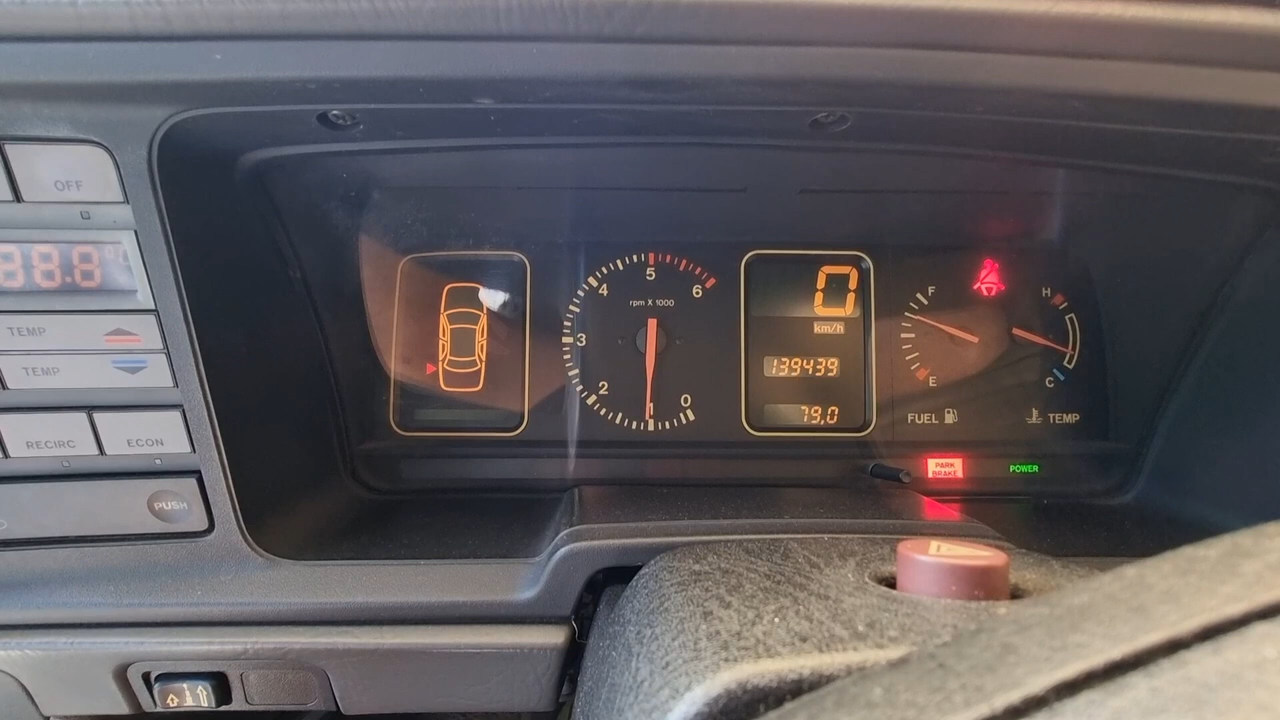 OFF
88.8°C
TEMP
TEMP
RECIRC ECON
PUSH
5
4 6
rpm X 1000
3
2 0
1
0
km/h
139439
79,0
F
E
FUEL
H
C
TEMP
PARK
BRAKE
POWER